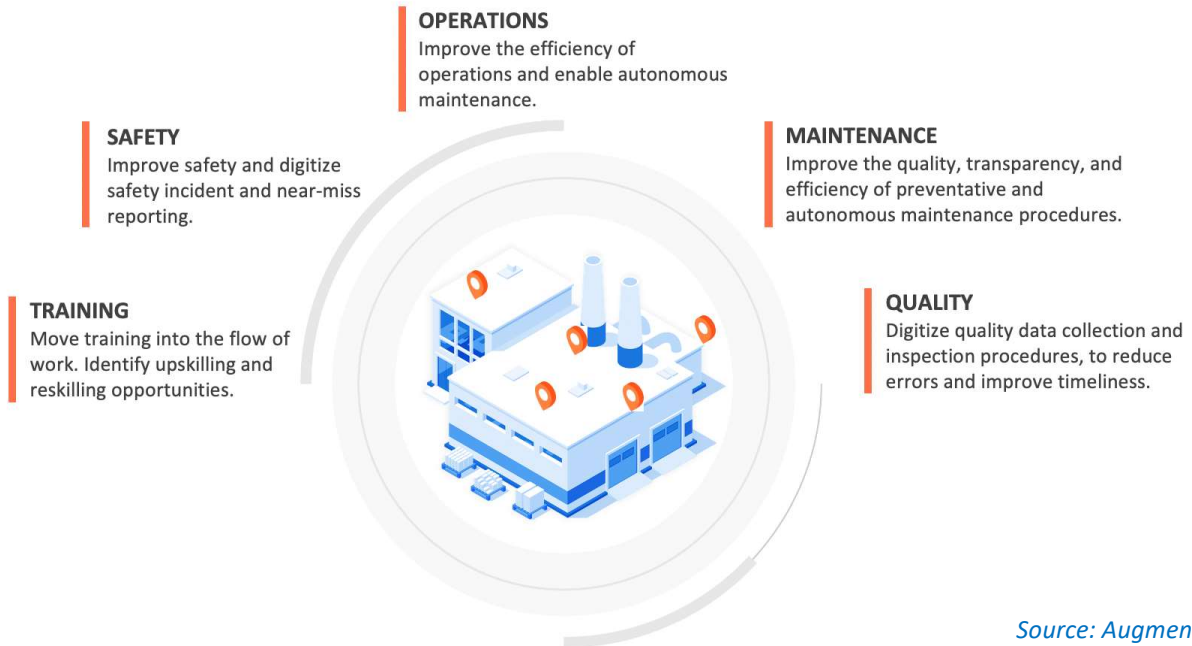 OPERATIONS
Improve the efficiency of
operations and enable autonomous
maintenance.
SAFETY
Improve safety and digitize
safety incident and near-miss
reporting.
MAINTENANCE
Improve the quality, transparency, and
efficiency of preventative and
autonomous maintenance procedures.
TRAINING
Move training into the flow of
work. Identify upskilling and
reskilling opportunities.
QUALITY
Digitize quality data collection and
inspection procedures, to reduce
errors and improve timeliness.
Source: Augmen